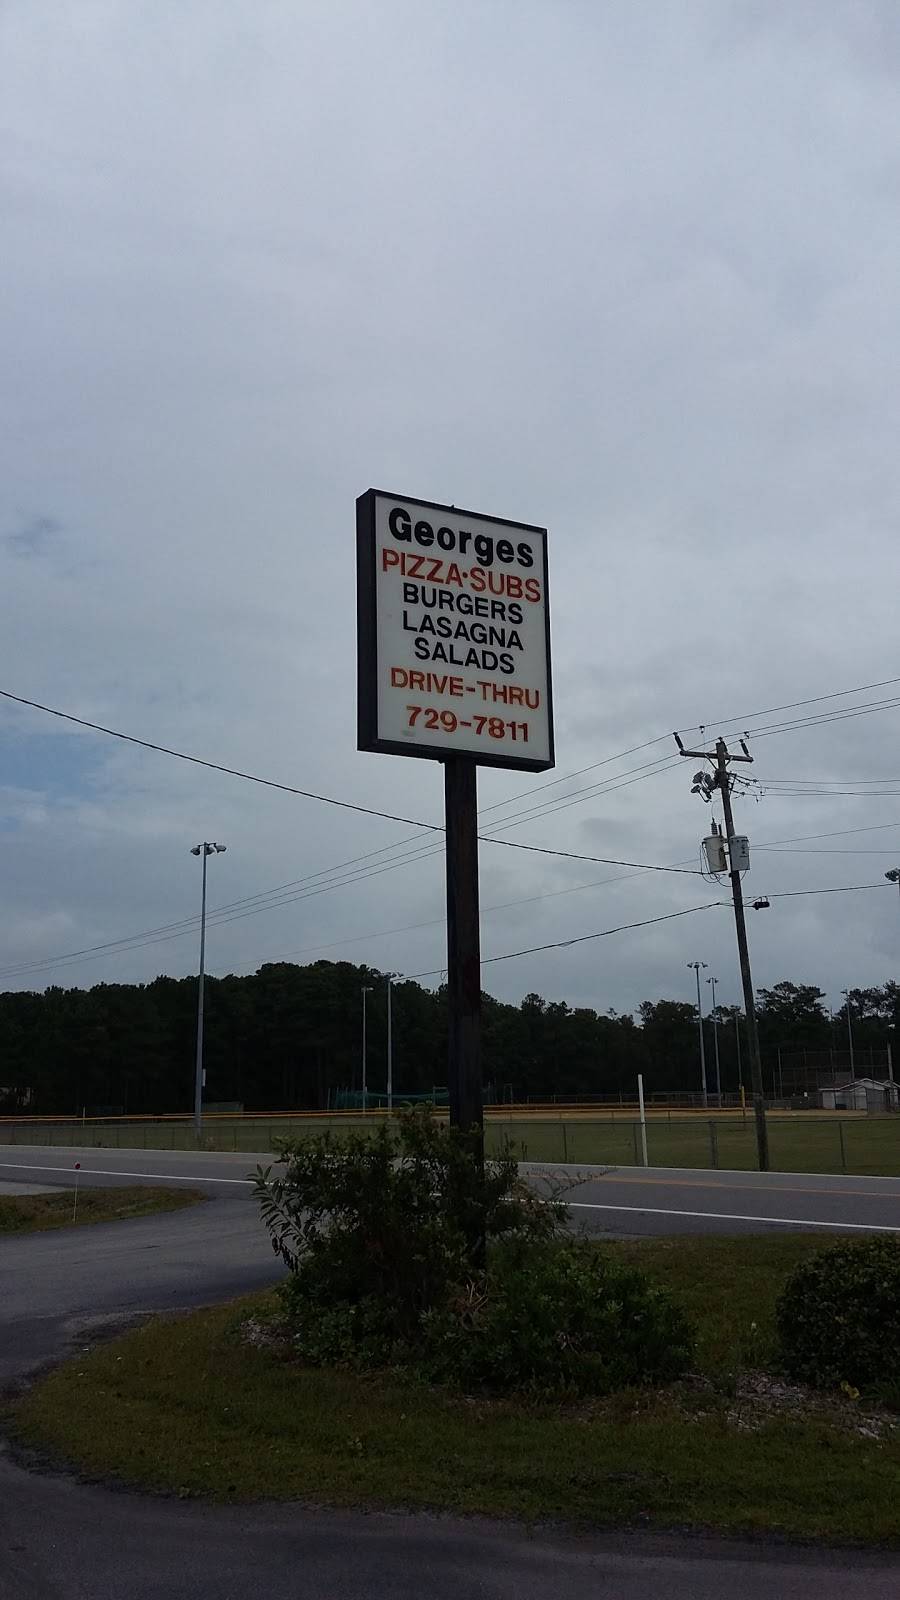 Georges
PIZZA·SUBS
BURGERS
LASAGNA
SALADS
DRIVE-THRU
729-7811